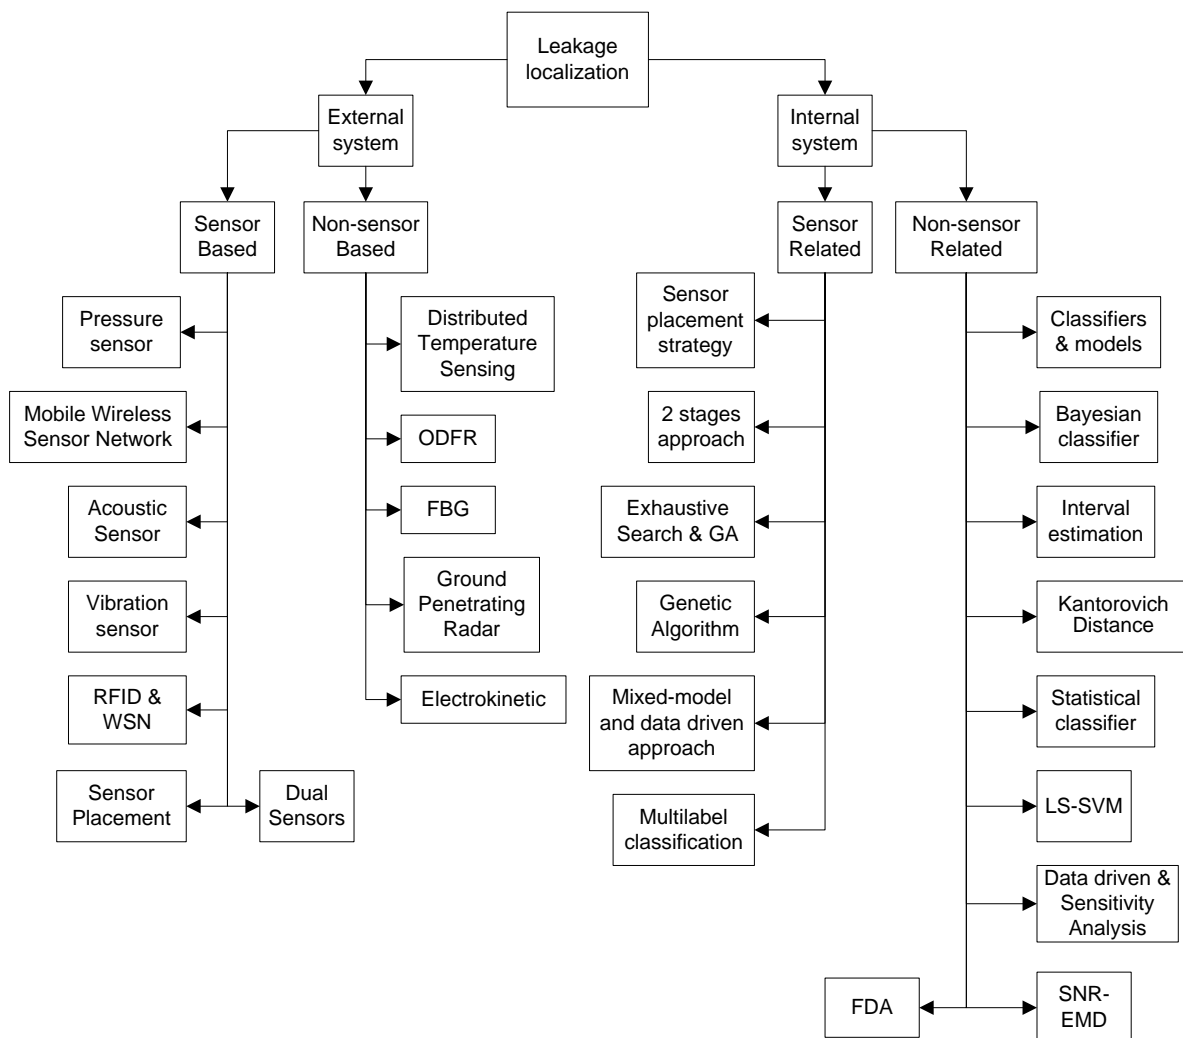 Leakage
localization
External
system
Internal
system
Sensor
Based
Non-sensor
Based
Sensor
Related
Non-sensor
Related
Pressure
sensor
Mobile Wireless
Sensor Network
Acoustic
Sensor
Vibration
sensor
RFID &
WSN
Sensor
Placement
Dual
Sensors
Distributed
Temperature
Sensing
ODFR
FBG
Ground
Penetrating
Radar
Electrokinetic
Sensor
placement
strategy
2 stages
approach
Exhaustive
Search & GA
Genetic
Algorithm
Mixed-model
and data driven
approach
Multilabel
classification
Classifiers
& models
Bayesian
classifier
Interval
estimation
Kantorovich
Distance
Statistical
classifier
LS-SVM
Data driven &
Sensitivity
Analysis
FDA
SNR-
EMD